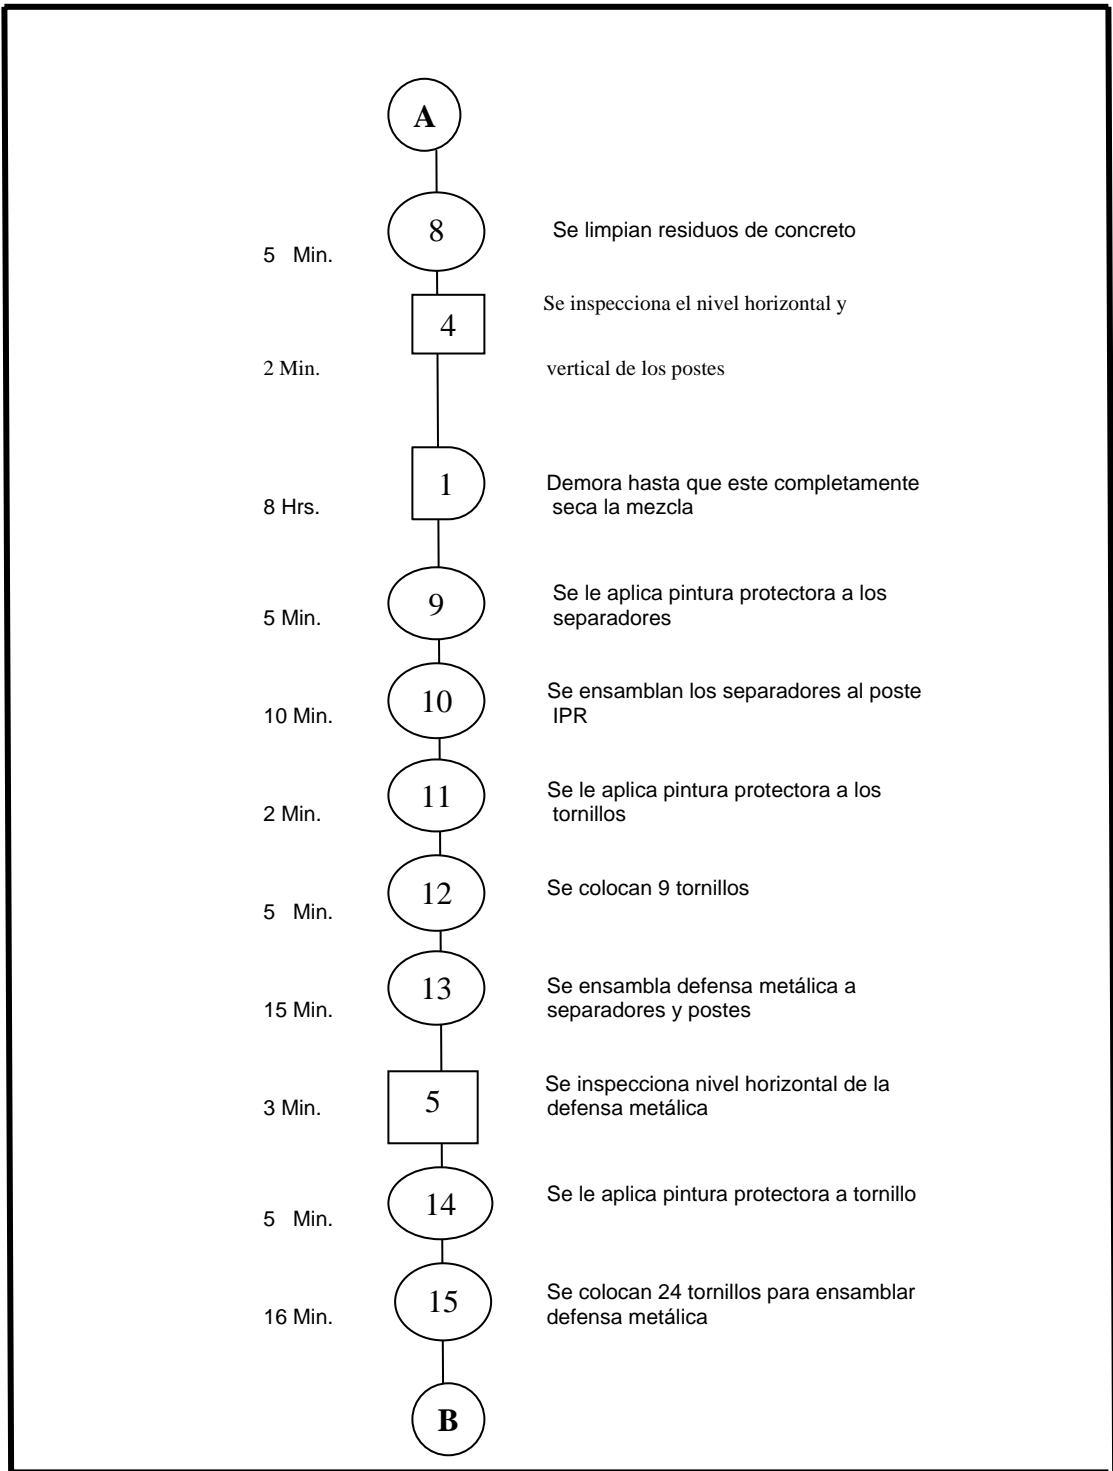 A
8
Se limpian residuos de concreto
5 Min.
Se inspecciona el nivel horizontal y
4
2 Min.
vertical de los postes
1
Demora hasta que este completamente
8 Hrs.
seca la mezcla
9
Se le aplica pintura protectora a los
5 Min.
separadores
10
Se ensamblan los separadores al poste
10 Min.
IPR
11
Se le aplica pintura protectora a los
2 Min.
tornillos
12
Se colocan 9 tornillos
5 Min.
13
Se ensambla defensa metálica a
15 Min.
separadores y postes
5
Se inspecciona nivel horizontal de la
3 Min.
defensa metálica
14
Se le aplica pintura protectora a tornillo
5 Min.
15
Se colocan 24 tornillos para ensamblar
16 Min.
defensa metálica
B